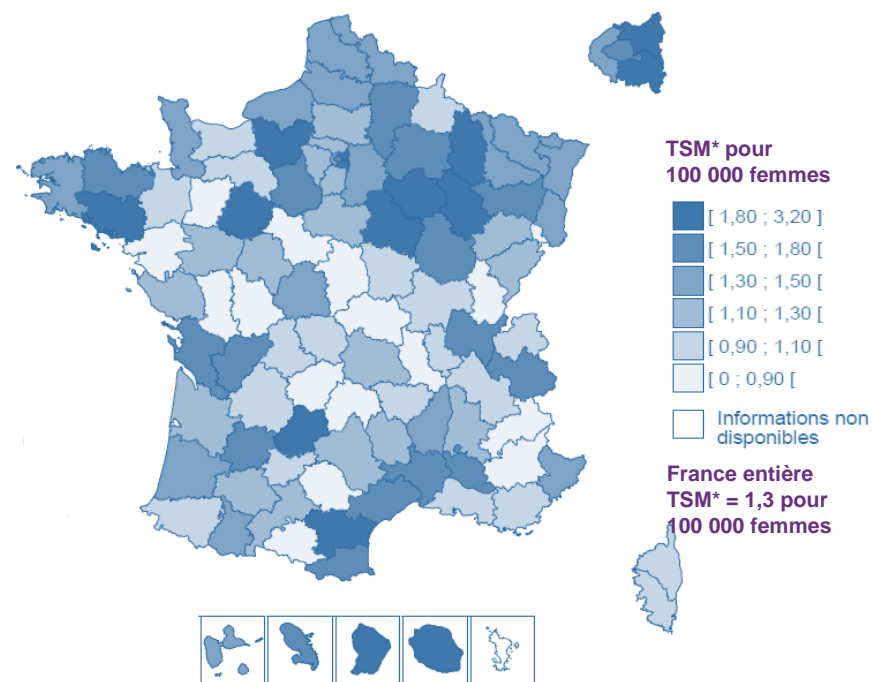 TSM* pour
100 000 femmes
[ 1,80 ; 3,20 ]
[ 1,50 ; 1,80 [
[ 1,30 ; 1,50 [
[ 1,10 ; 1,30 [
[ 0,90 ; 1,10 [
[ 0 ; 0,90 [
Informations non
disponibles
France entière
TSM* = 1,3 pour
100 000 femmes